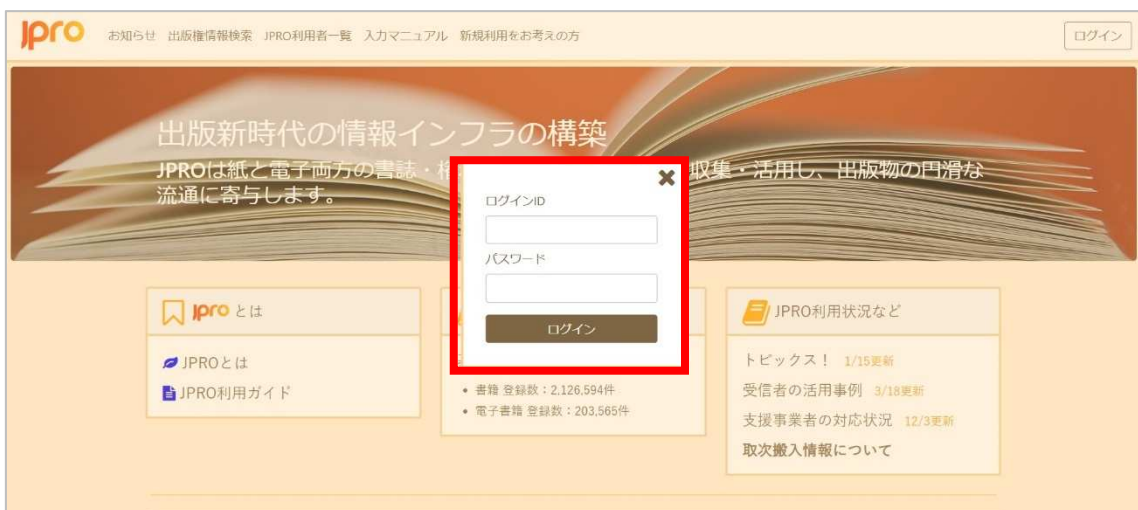 JPRO お知らせ 出版権情報検索 JPRO利用者一覧 入力マニュアル 新規利用をお考えの方 ログイン
出版新時代の情報インフラの構築
JPROは紙と電子両方の書誌・ 収集・活用し、出版物の円滑な
流通に寄与します。
ログインID
パスワード
ログイン
JPRO とは
JPROとは
JPRO利用ガイド
書籍 登録数：2,126,594件
電子書籍 登録数：203,565件
JPRO利用状況など
トピックス！ 1/15更新
受信者の活用事例 3/18更新
支援事業者の対応状況 12/3更新
取次搬入情報について